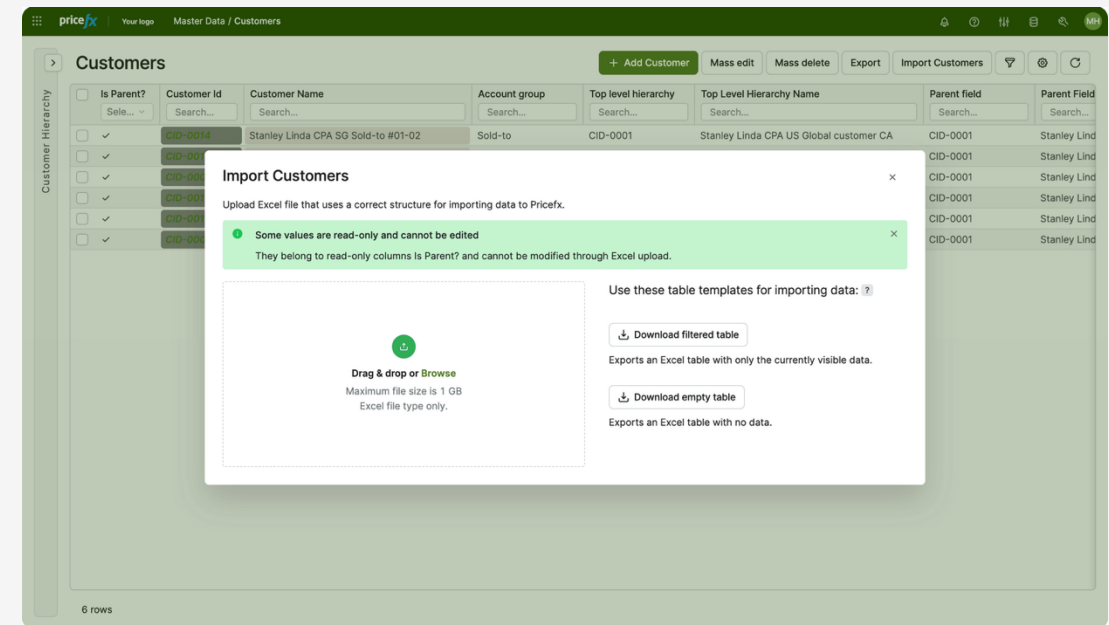 pricefx Your logo Master Data / Customers MH
Customers
+ Add Customer Mass edit Mass delete Export Import Customers
Customer Hierarchy
Is Parent? Customer Id Customer Name Account group Top level hierarchy Top Level Hierarchy Name Parent field Parent Field
Sele... Search... Search... Search... Search... Search... Search... Search...
CID-0014 Stanley Linda CPA SG Sold-to #01-02 Sold-to CID-0001 Stanley Linda CPA US Global customer CA CID-0001 Stanley Lind
CID-0001 Stanley Lind
CID-0001 Stanley Lind
CID-0001 Stanley Lind
CID-0001 Stanley Lind
CID-0001 Stanley Lind
Import Customers
Upload Excel file that uses a correct structure for importing data to Pricefx.
Some values are read-only and cannot be edited
They belong to read-only columns Is Parent? and cannot be modified through Excel upload.
Drag & drop or Browse
Maximum file size is 1 GB
Excel file type only.
Use these table templates for importing data: ?
Download filtered table
Exports an Excel table with only the currently visible data.
Download empty table
Exports an Excel table with no data.
6 rows